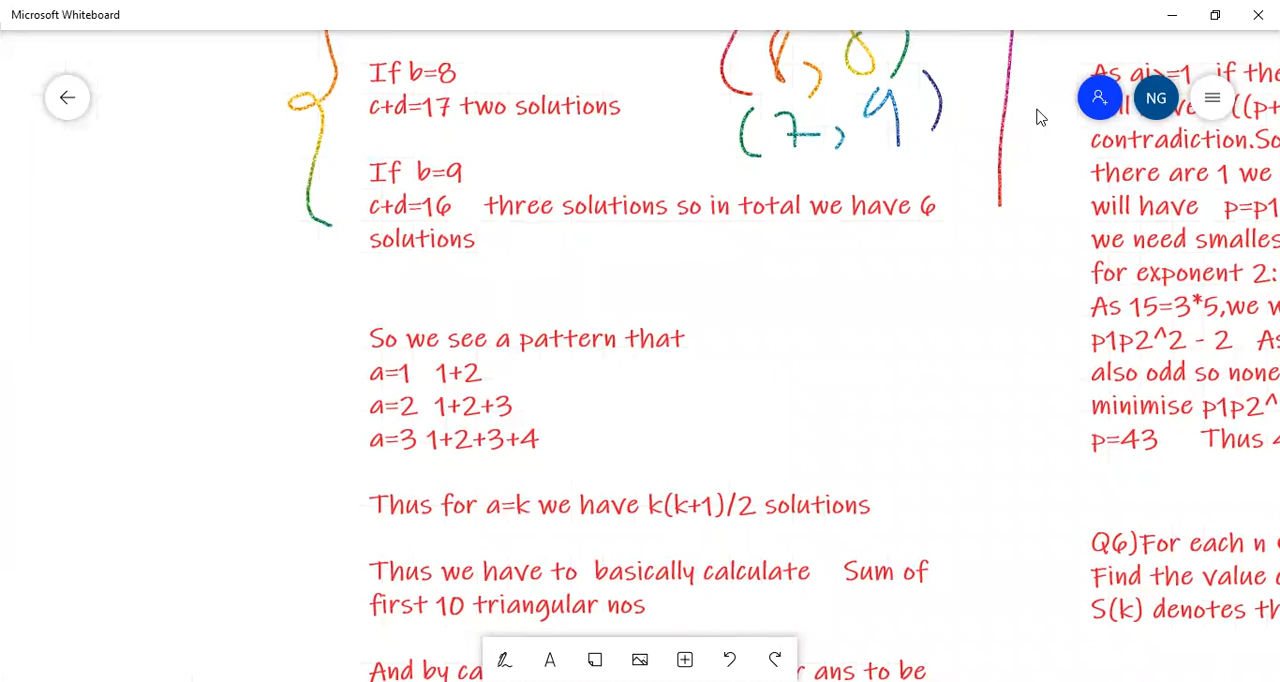 Microsoft Whiteboard
(8, 8)
(7, 9)
If b=8
c+d=17 two solutions
If b=9
c+d=16 three solutions so in total we have 6
solutions
So we see a pattern that
a=1 1+2
a=2 1+2+3
a=3 1+2+3+4
Thus for a=k we have k(k+1)/2 solutions
Thus we have to basically calculate Sum of
first 10 triangular nos
And by
ans to be
NG
As ai>=1 if
((p+
contradiction.So
there are 1 we
will have p=p1
we need
for exponent 2:
As 15=3*5,we
p1p2^2 - 2 As
also odd so none
minimise p1p2^
p=43 Thus
Q6)For each n
Find the value
S(k) denotes